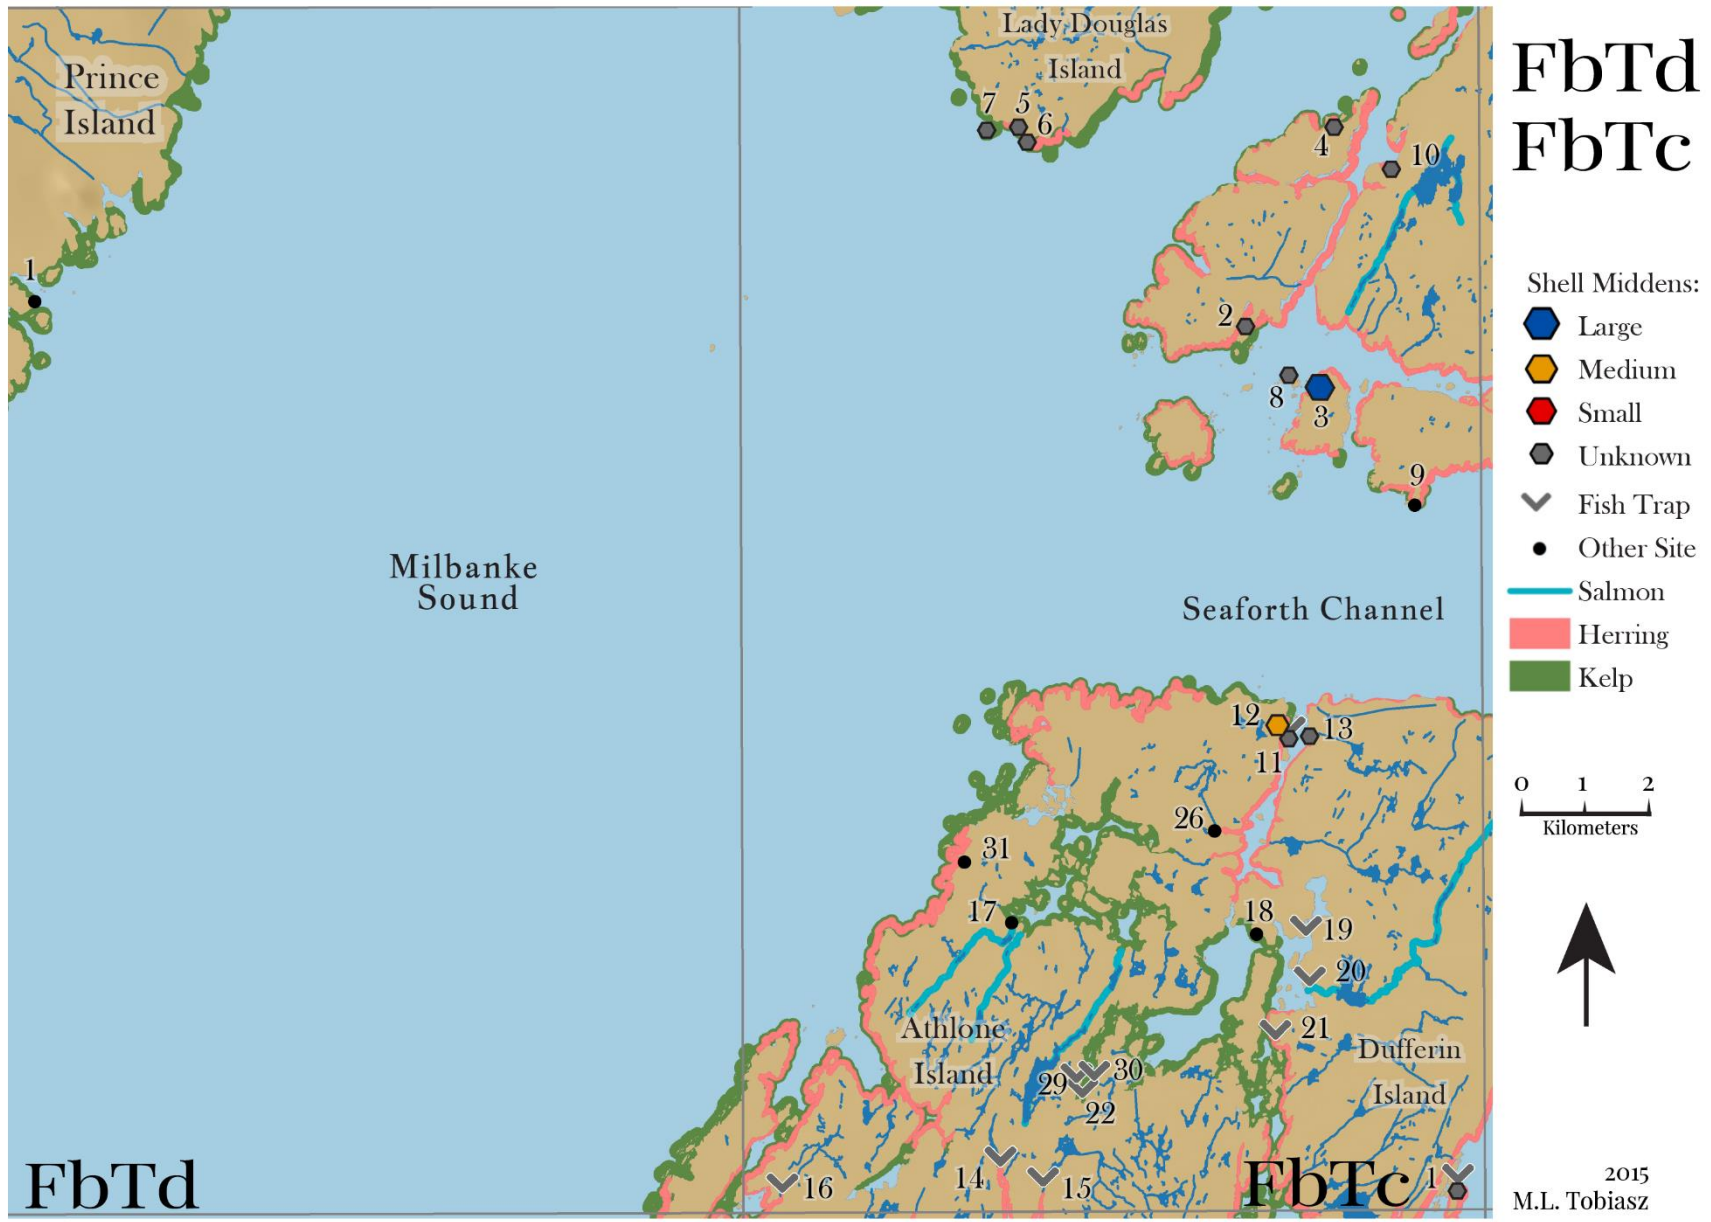 Prince
Island
Lady Douglas
Island
7
5
6
4
10
1
2
8
3
9
Milbanke
Sound
Seaforth Channel
12
13
11
26
31
17
18
19
20
21
Athlone
Island
Dufferin
Island
29
30
22
14
15
16
1
FbTd
FbTc
FbTd
FbTc
Shell Middens:
Large
Medium
Small
Unknown
Fish Trap
Other Site
Salmon
Herring
Kelp
0 1 2
Kilometers
2015
M.L. Tobiasz